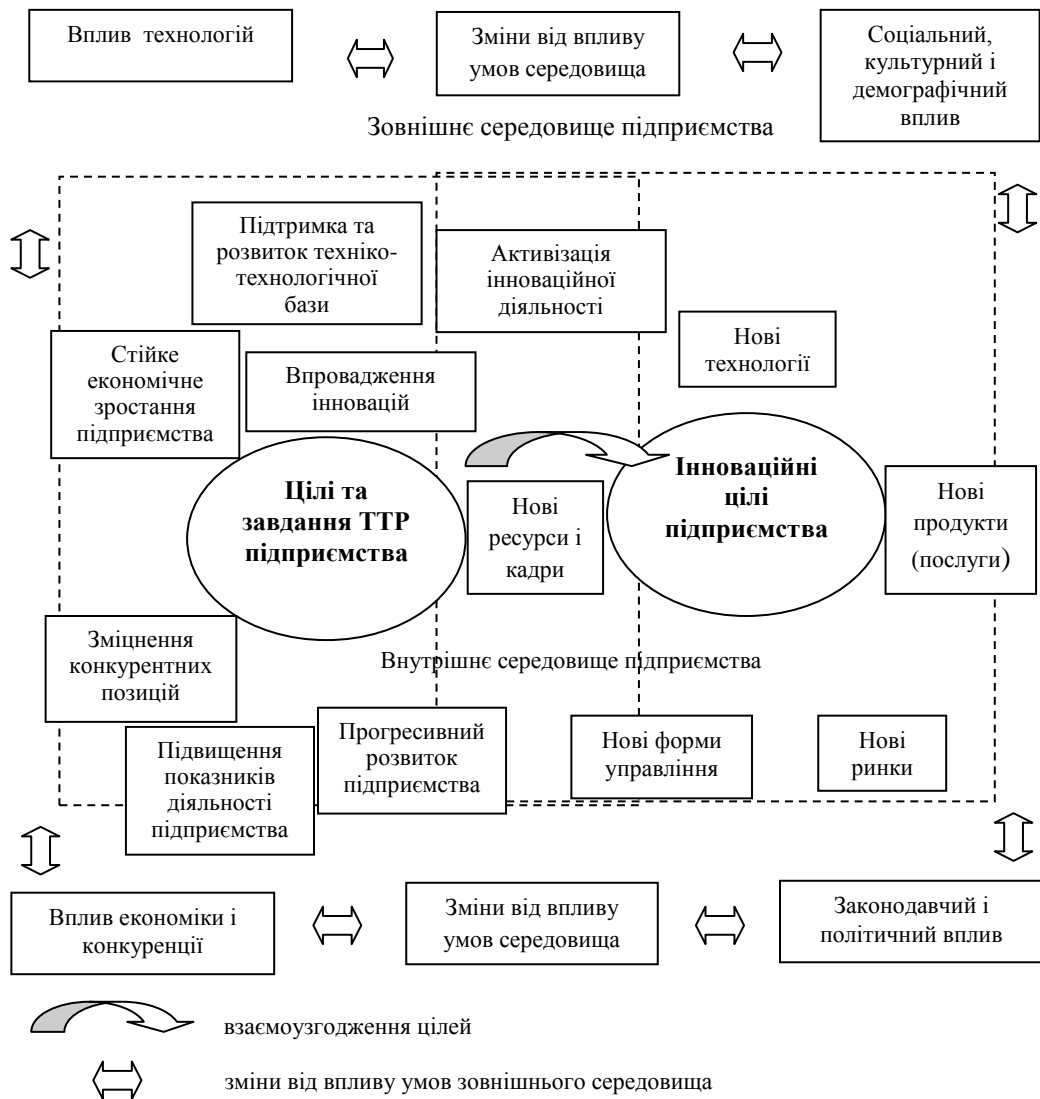 Вплив технологій
Зміни від впливу
умов середовища
Соціальний,
культурний і
демографічний
вплив
Зовнішнє середовище підприємства
Підтримка та
розвиток техніко-
технологічної
бази
Активізація
інноваційної
діяльності
Нові
технології
Стійке
економічне
зростання
підприємства
Впровадження
інновацій
Цілі та
завдання ТТР
підприємства
Нові
ресурси і
кадри
Інноваційні
цілі
підприємства
Нові
продукти
(послуги)
Зміцнення
конкурентних
позицій
Внутрішнє середовище підприємства
Підвищення
показників
діяльності
підприємства
Прогресивний
розвиток
підприємства
Нові форми
управління
Нові
ринки
Вплив економіки і
конкуренції
Зміни від впливу
умов середовища
Законодавчий і
політичний вплив
взаємоузгодження цілей
зміни від впливу умов зовнішнього середовища